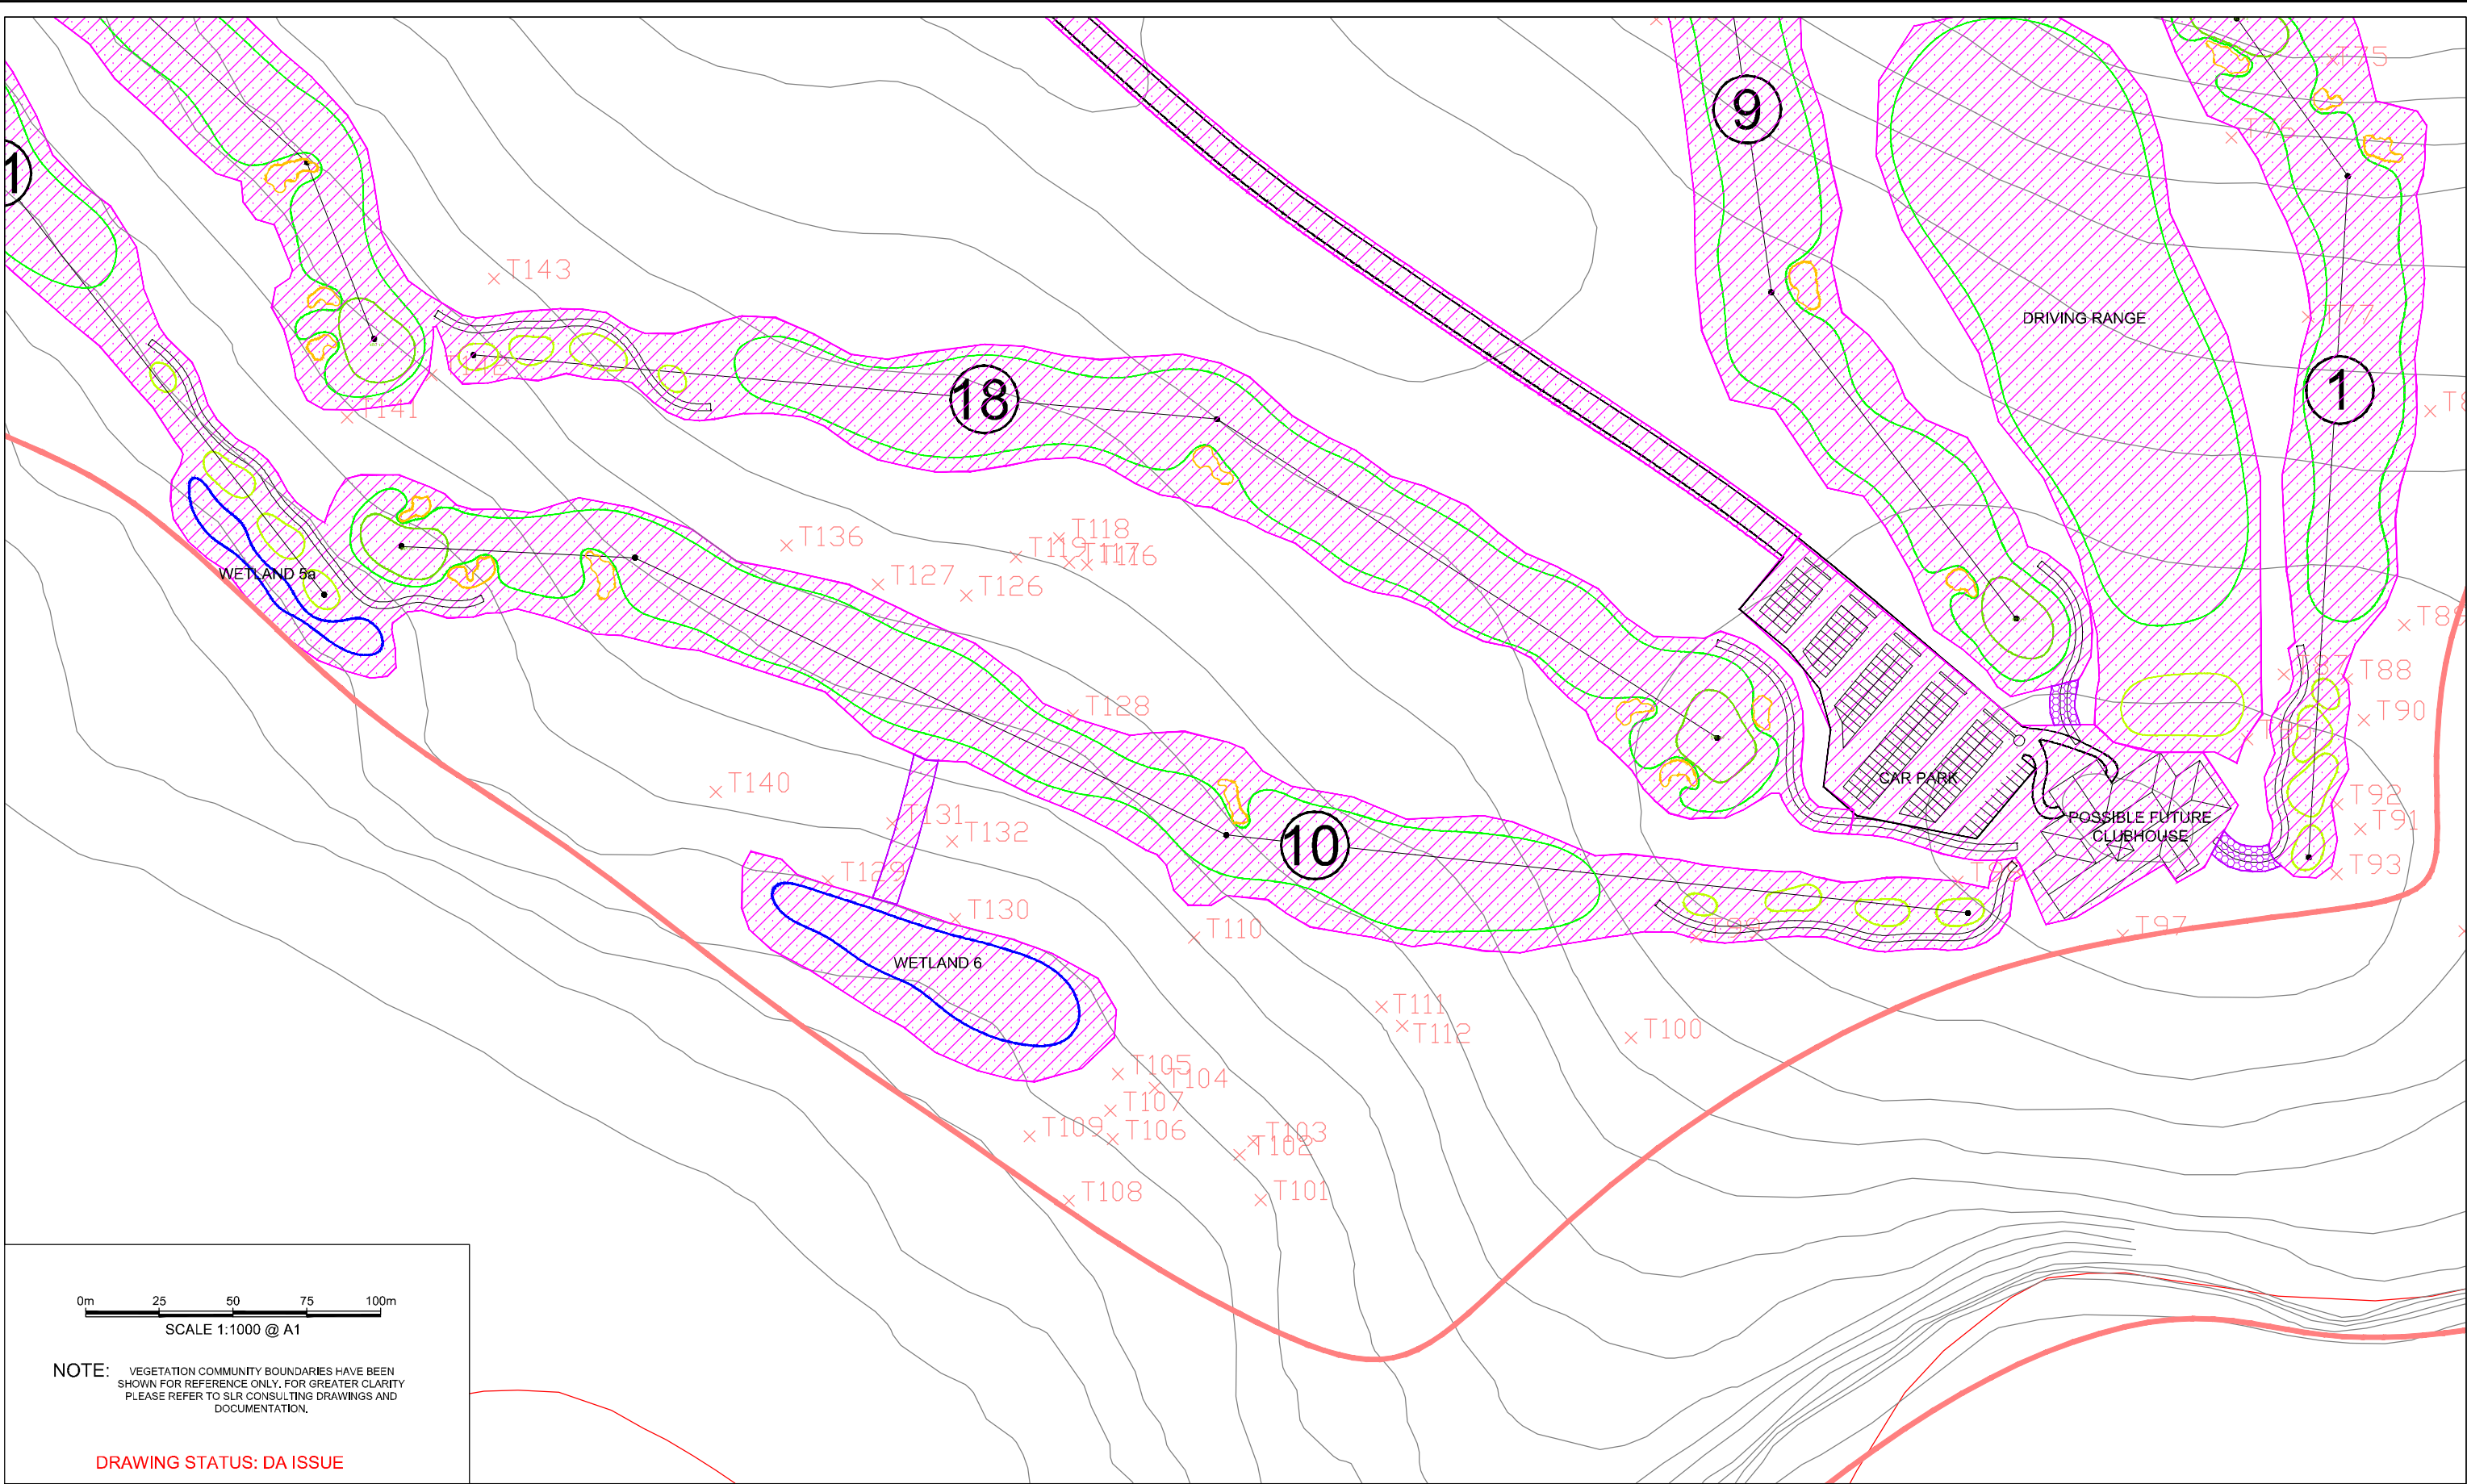 T75
9
1
T143
DRIVING RANGE
T77
18
1
T141
T136
T118
T119
T117
T116
T127
T126
WETLAND 5a
T88
T90
T128
T140
CAR PARK
T92
T131
POSSIBLE FUTURE
CLUBHOUSE
T91
T132
10
T129
T93
T130
T110
T97
WETLAND 6
T111
T112
T100
T105
T104
T107
T109
T106
T103
T102
T108
T101
0m 25 50 75 100m
SCALE 1:1000 @ A1
NOTE: VEGETATION COMMUNITY BOUNDARIES HAVE BEEN
SHOWN FOR REFERENCE ONLY. FOR GREATER CLARITY
PLEASE REFER TO SLR CONSULTING DRAWINGS AND
DOCUMENTATION.
DRAWING STATUS: DA ISSUE